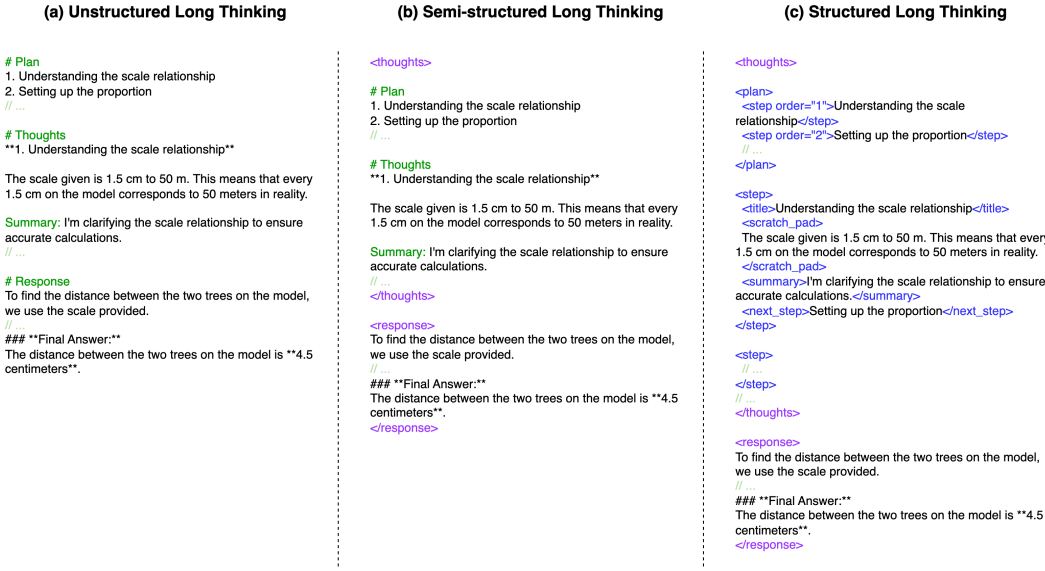 (a) Unstructured Long Thinking
# Plan
1. Understanding the scale relationship
2. Setting up the proportion
// ...
# Thoughts
**1. Understanding the scale relationship**
The scale given is 1.5 cm to 50 m. This means that every
1.5 cm on the model corresponds to 50 meters in reality.
Summary: I'm clarifying the scale relationship to ensure
accurate calculations.
// ...
# Response
To find the distance between the two trees on the model,
we use the scale provided.
// ...
### **Final Answer:**
The distance between the two trees on the model is **4.5
centimeters**.
(b) Semi-structured Long Thinking
<thoughts>
# Plan
1. Understanding the scale relationship
2. Setting up the proportion
// ...
# Thoughts
**1. Understanding the scale relationship**
The scale given is 1.5 cm to 50 m. This means that every
1.5 cm on the model corresponds to 50 meters in reality.
Summary: I'm clarifying the scale relationship to ensure
accurate calculations.
// ...
</thoughts>
<response>
To find the distance between the two trees on the model,
we use the scale provided.
// ...
### **Final Answer:**
The distance between the two trees on the model is **4.5
centimeters**.
</response>
(c) Structured Long Thinking
<thoughts>
<plan>
<step order="1">Understanding the scale
relationship</step>
<step order="2">Setting up the proportion</step>
// ...
</plan>
<step>
<title>Understanding the scale relationship</title>
<scratch_pad>
The scale given is 1.5 cm to 50 m. This means that every
1.5 cm on the model corresponds to 50 meters in reality.
</scratch_pad>
<summary>I'm clarifying the scale relationship to ensure
accurate calculations.</summary>
<next_step>Setting up the proportion</next_step>
</step>
<step>
// ...
</step>
// ...
</thoughts>
<response>
To find the distance between the two trees on the model,
we use the scale provided.
// ...
### **Final Answer:**
The distance between the two trees on the model is **4.5
centimeters**.
</response>